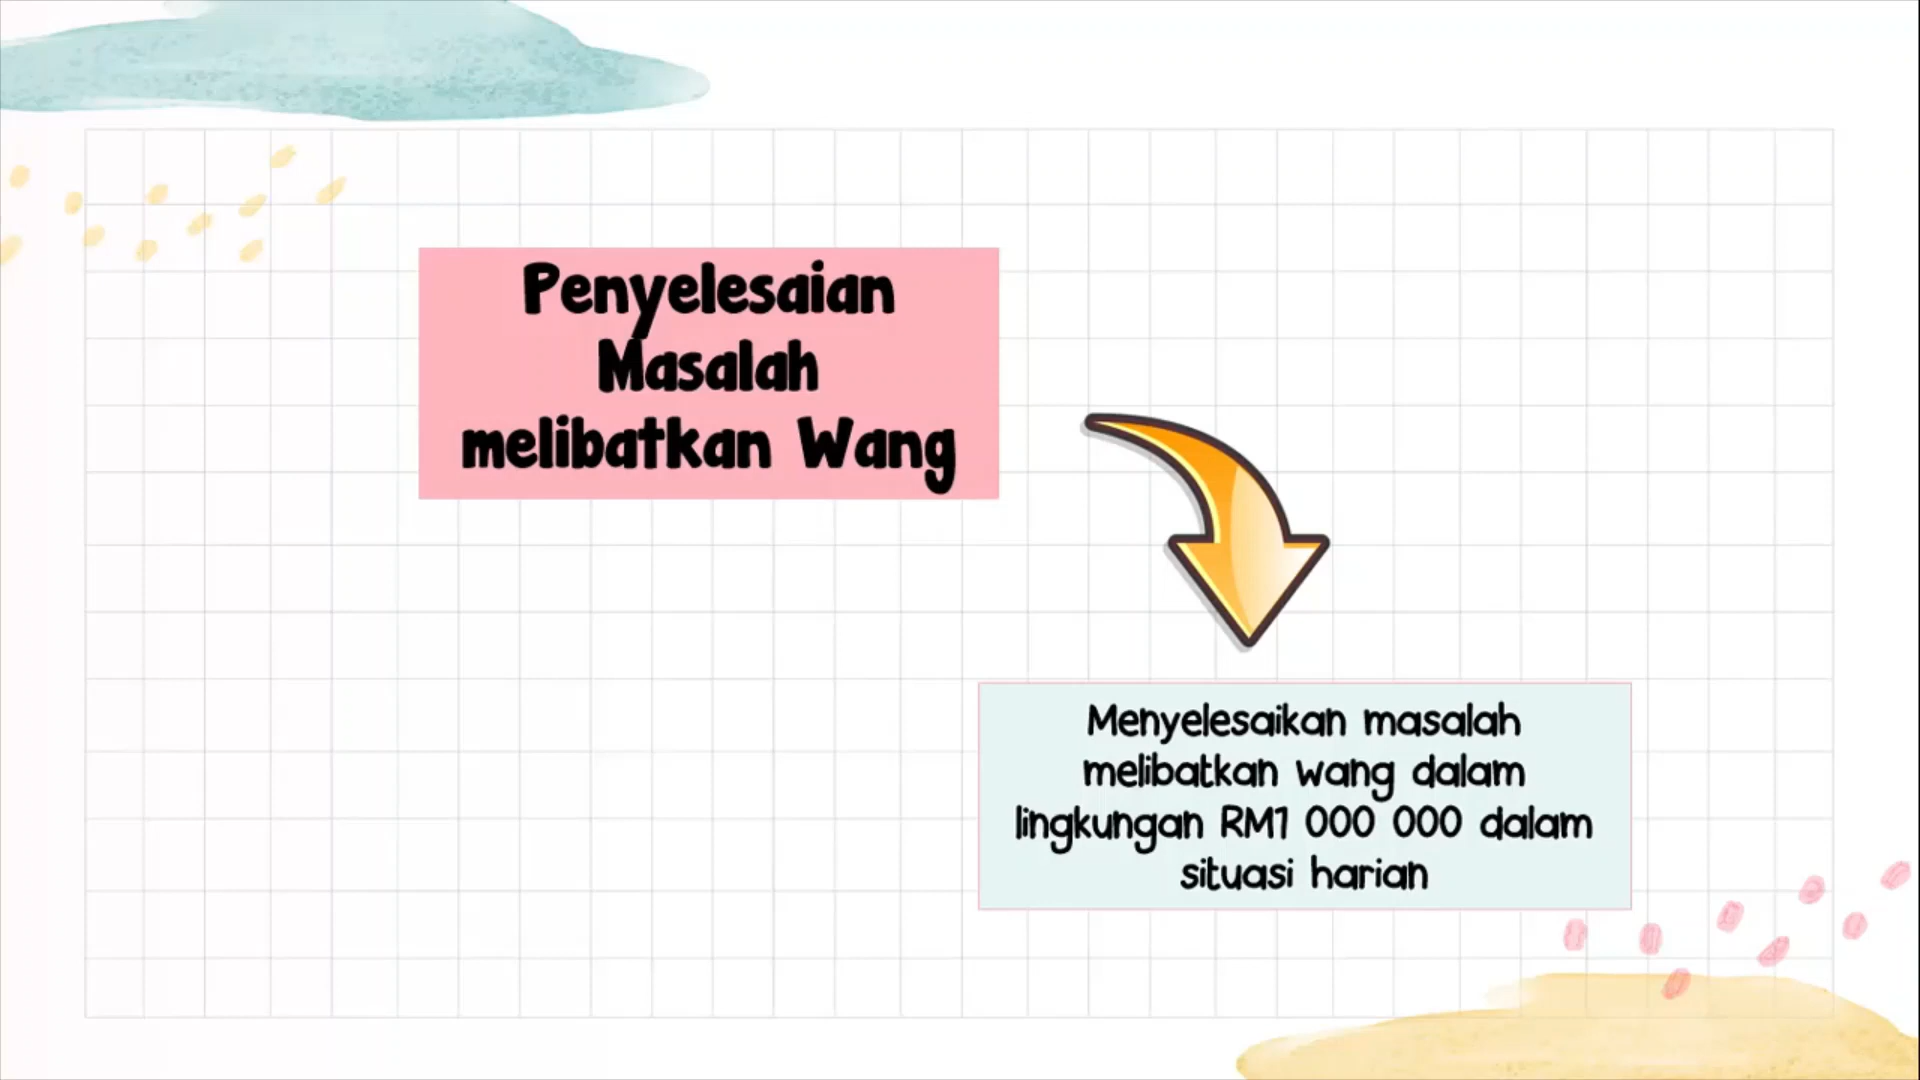 Penyelesaian
Masalah
melibatkan Wang
Menyelesaikan masalah
melibatkan wang dalam
lingkungan RM1 000 000 dalam
situasi harian